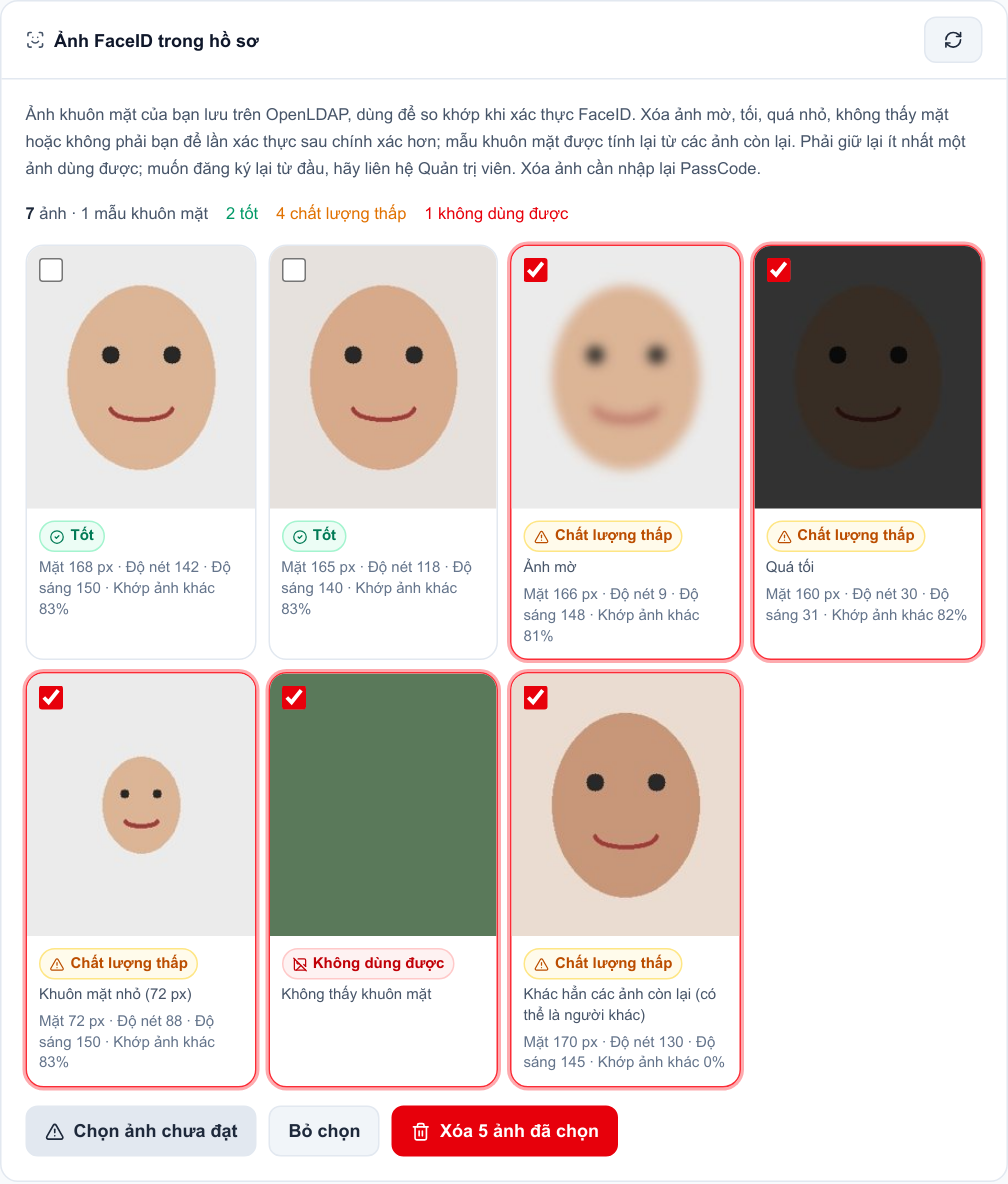 Ảnh FaceID trong hồ sơ
Ảnh khuôn mặt của bạn lưu trên OpenLDAP, dùng để so khớp khi xác thực FaceID. Xóa ảnh mờ, tối, quá nhỏ, không thấy mặt
hoặc không phải bạn để lần xác thực sau chính xác hơn; mẫu khuôn mặt được tính lại từ các ảnh còn lại. Phải giữ lại ít nhất một
ảnh dùng được; muốn đăng ký lại từ đầu, hãy liên hệ Quản trị viên. Xóa ảnh cần nhập lại PassCode.
7 ảnh · 1 mẫu khuôn mặt 2 tốt 4 chất lượng thấp 1 không dùng được
Tốt
Mặt 168 px · Độ nét 142 · Độ
sáng 150 · Khớp ảnh khác
83%
Tốt
Mặt 165 px · Độ nét 118 · Độ
sáng 140 · Khớp ảnh khác
83%
Chất lượng thấp
Ảnh mờ
Mặt 166 px · Độ nét 9 · Độ
sáng 148 · Khớp ảnh khác
81%
Chất lượng thấp
Quá tối
Mặt 160 px · Độ nét 30 · Độ
sáng 31 · Khớp ảnh khác 82%
Chất lượng thấp
Khuôn mặt nhỏ (72 px)
Mặt 72 px · Độ nét 88 · Độ
sáng 150 · Khớp ảnh khác
83%
Không dùng được
Không thấy khuôn mặt
Chất lượng thấp
Khác hẳn các ảnh còn lại (có
thể là người khác)
Mặt 170 px · Độ nét 130 · Độ
sáng 145 · Khớp ảnh khác 0%
Chọn ảnh chưa đạt
Bỏ chọn
Xóa 5 ảnh đã chọn